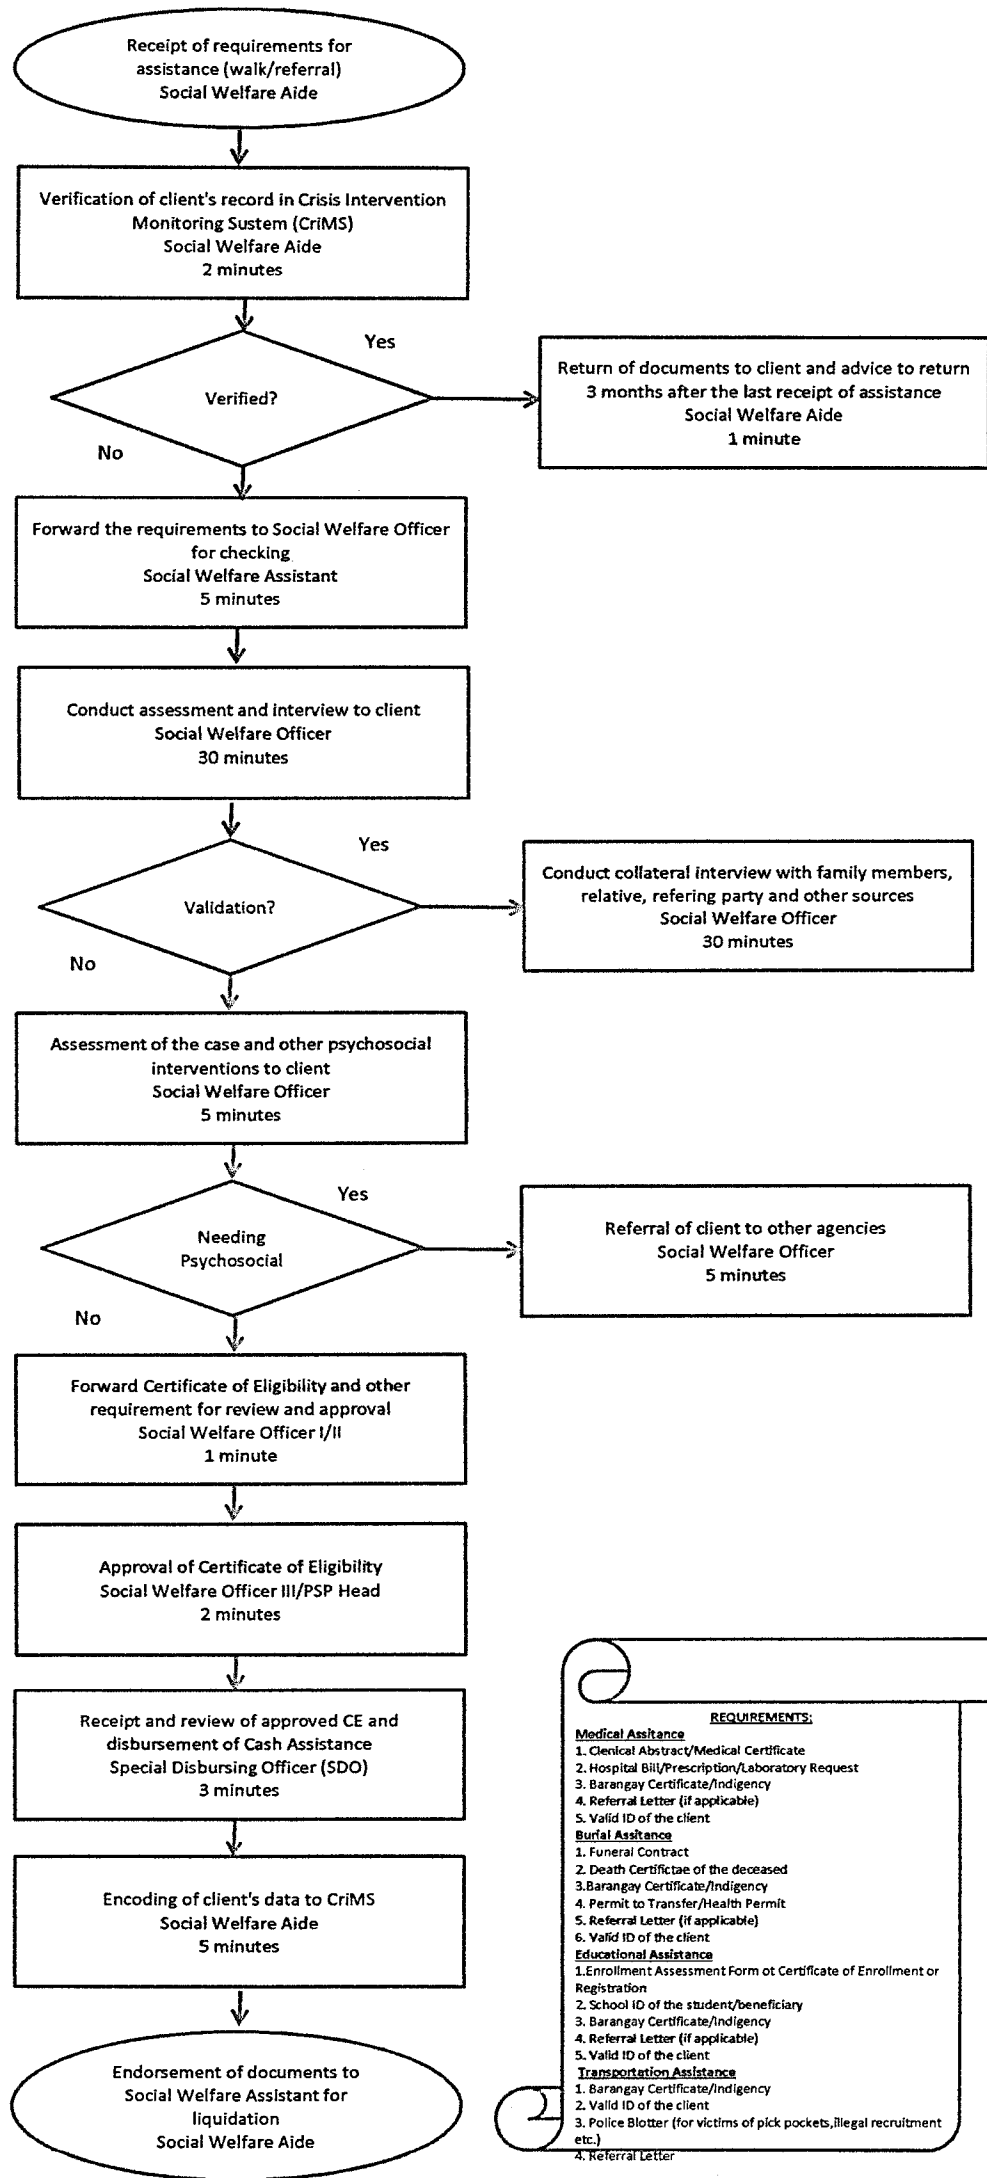 Receipt of requirements for
assistance (walk/referral)
Social Welfare Aide
Verification of client's record in Crisis Intervention
Monitoring Sustem (CriMS)
Social Welfare Aide
2 minutes
Yes
Verified?
No
Return of documents to client and advice to return
3 months after the last receipt of assistance
Social Welfare Aide
1 minute
Forward the requirements to Social Welfare Officer
for checking
Social Welfare Assistant
5 minutes
Conduct assessment and interview to client
Social Welfare Officer
30 minutes
Yes
Validation?
No
Conduct collateral interview with family members,
relative, refering party and other sources
Social Welfare Officer
30 minutes
Assessment of the case and other psychosocial
interventions to client
Social Welfare Officer
5 minutes
Yes
Needing
Psychosocial
No
Referral of client to other agencies
Social Welfare Officer
5 minutes
Forward Certificate of Eligibility and other
requirement for review and approval
Social Welfare Officer I/II
1 minute
Approval of Certificate of Eligibility
Social Welfare Officer III/PSP Head
2 minutes
Receipt and review of approved CE and
disbursement of Cash Assistance
Special Disbursing Officer (SDO)
3 minutes
Encoding of client's data to CriMS
Social Welfare Aide
5 minutes
Endorsement of documents to
Social Welfare Assistant for
liquidation
Social Welfare Aide
REQUIREMENTS:
Medical Assitance
1. Clenical Abstract/Medical Certificate
2. Hospital Bill/Prescription/Laboratory Request
3. Barangay Certificate/Indigency
4. Referral Letter (if applicable)
5. Valid ID of the client
Burial Assitance
1. Funeral Contract
2. Death Certifictae of the deceased
3.Barangay Certificate/Indigency
4. Permit to Transfer/Health Permit
5. Referral Letter (if applicable)
6. Valid ID of the client
Educational Assistance
1.Enrollment Assessment Form ot Certificate of Enrollment or
Registration
2. School ID of the student/beneficiary
3. Barangay Certificate/Indigency
4. Referral Letter (if applicable)
5. Valid ID of the client
Transportation Assistance
1. Barangay Certificate/Indigency
2. Valid ID of the client
3. Police Blotter (for victims of pick pockets,illegal recruitment
etc.)
4. Referral Letter